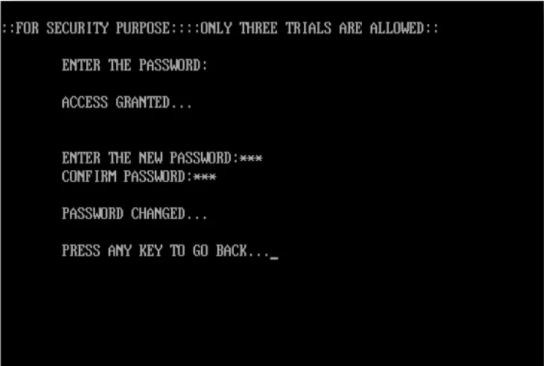 ::FOR SECURITY PURPOSE::::ONLY THREE TRIALS ARE ALLOWED::
ENTER THE PASSWORD:
ACCESS GRANTED...
ENTER THE NEW PASSWORD:***
CONFIRM PASSWORD:***
PASSWORD CHANGED...
PRESS ANY KEY TO GO BACK..._